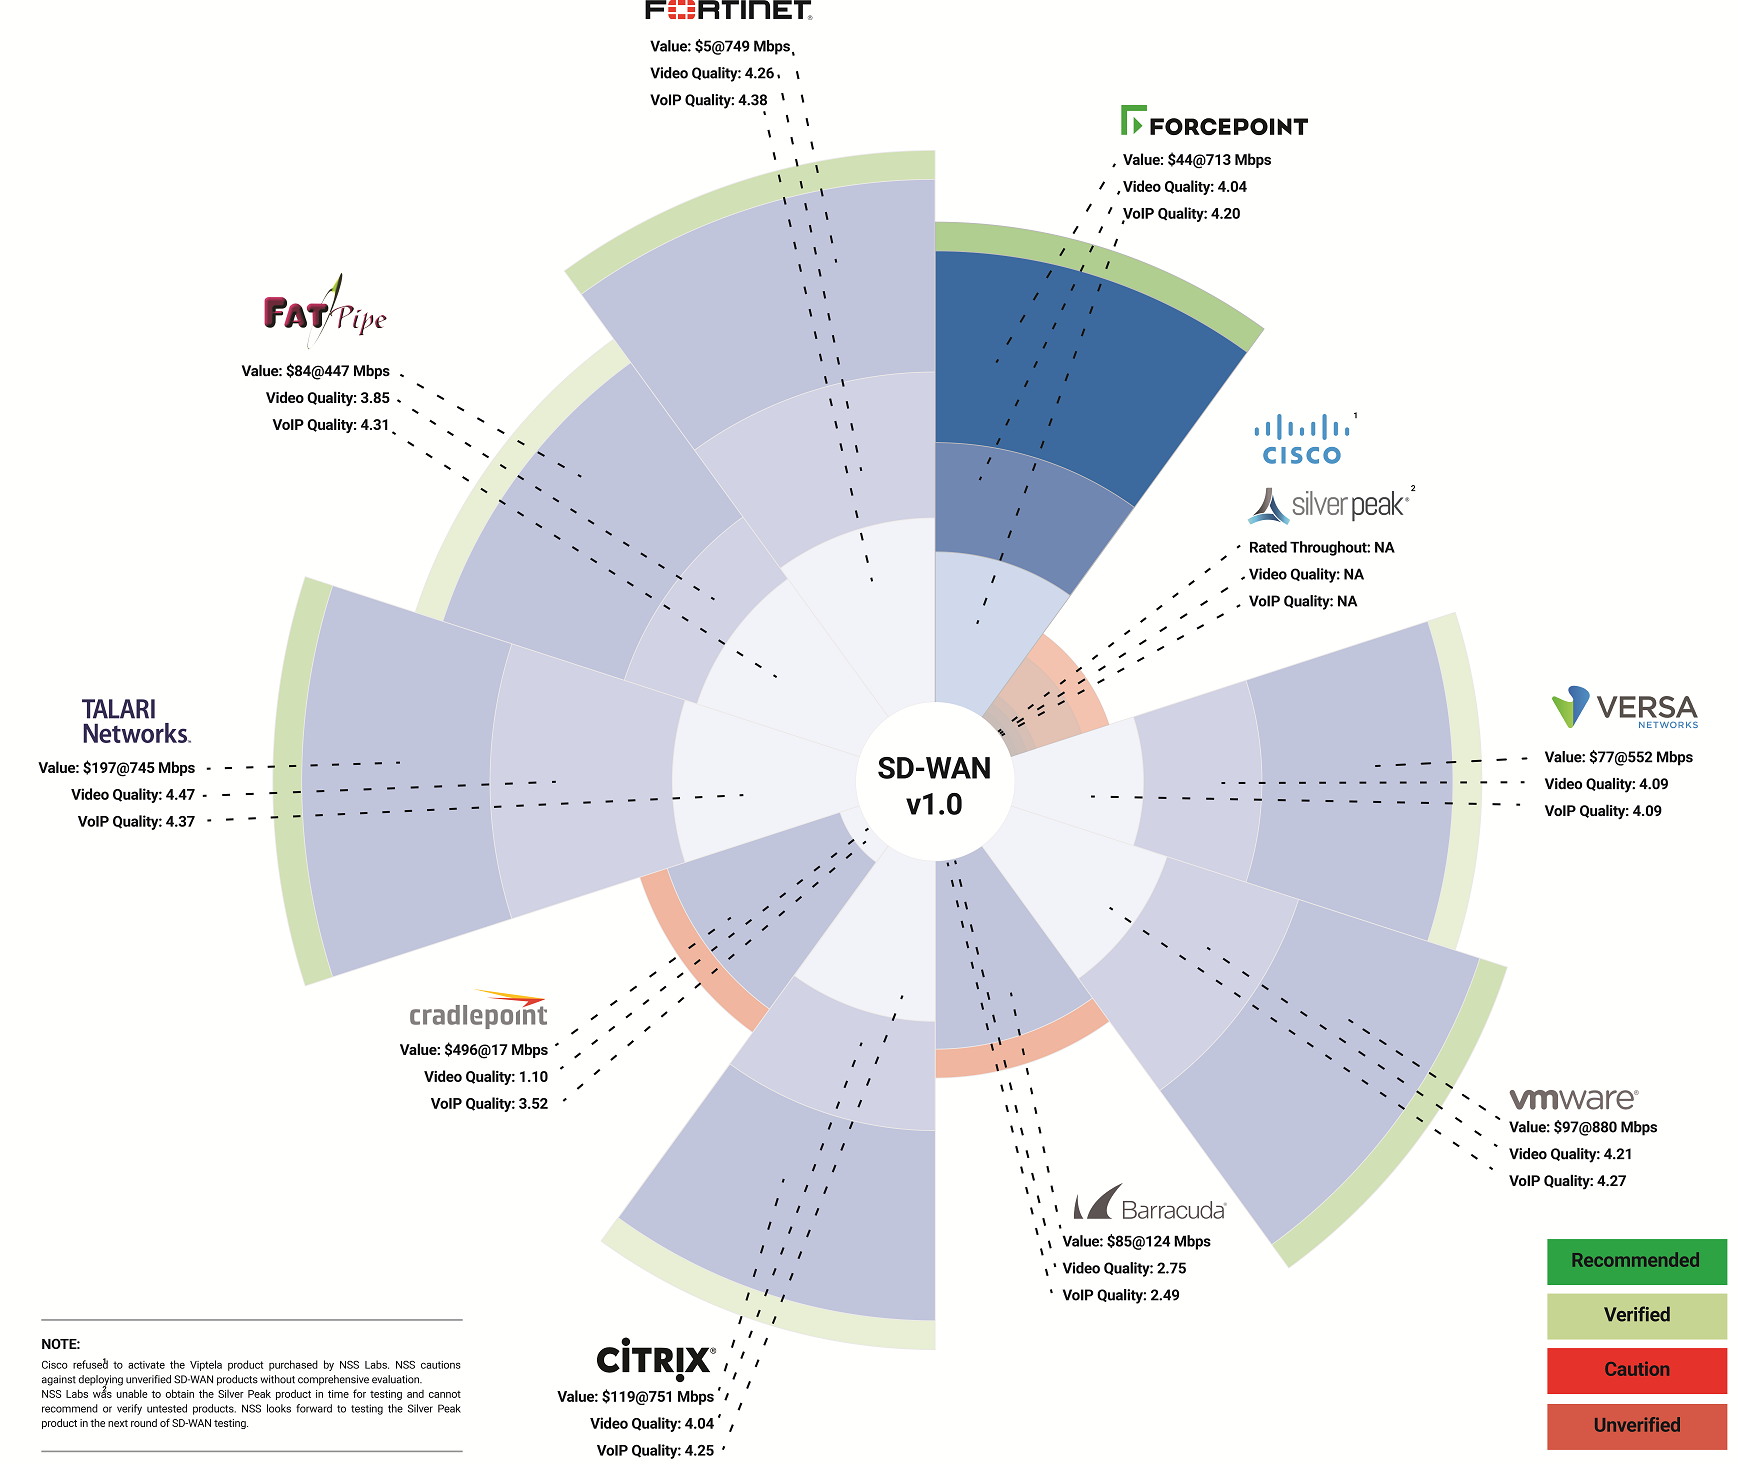 FORTINET®
Value: $5@749 Mbps
Video Quality: 4.26
VoIP Quality: 4.38
FORCEPOINT
Value: $44@713 Mbps
Video Quality: 4.04
VoIP Quality: 4.20
FATPipe
Value: $84@447 Mbps
Video Quality: 3.85
VoIP Quality: 4.31
CISCO 1
silver peak® 2
Rated Throughout: NA
Video Quality: NA
VoIP Quality: NA
TALARI
Networks.
Value: $197@745 Mbps
Video Quality: 4.47
VoIP Quality: 4.37
SD-WAN
v1.0
VERSA
NETWORKS
Value: $77@552 Mbps
Video Quality: 4.09
VoIP Quality: 4.09
cradlepoint
Value: $496@17 Mbps
Video Quality: 1.10
VoIP Quality: 3.52
vmware®
Value: $97@880 Mbps
Video Quality: 4.21
VoIP Quality: 4.27
Barracuda®
Value: $85@124 Mbps
Video Quality: 2.75
VoIP Quality: 2.49
CITRIX®
Value: $119@751 Mbps
Video Quality: 4.04
VoIP Quality: 4.25
Recommended
Verified
Caution
Unverified
NOTE:
1
Cisco refused to activate the Viptela product purchased by NSS Labs. NSS cautions
against deploying unverified SD-WAN products without comprehensive evaluation.
2
NSS Labs was unable to obtain the Silver Peak product in time for testing and cannot
recommend or verify untested products. NSS looks forward to testing the Silver Peak
product in the next round of SD-WAN testing.